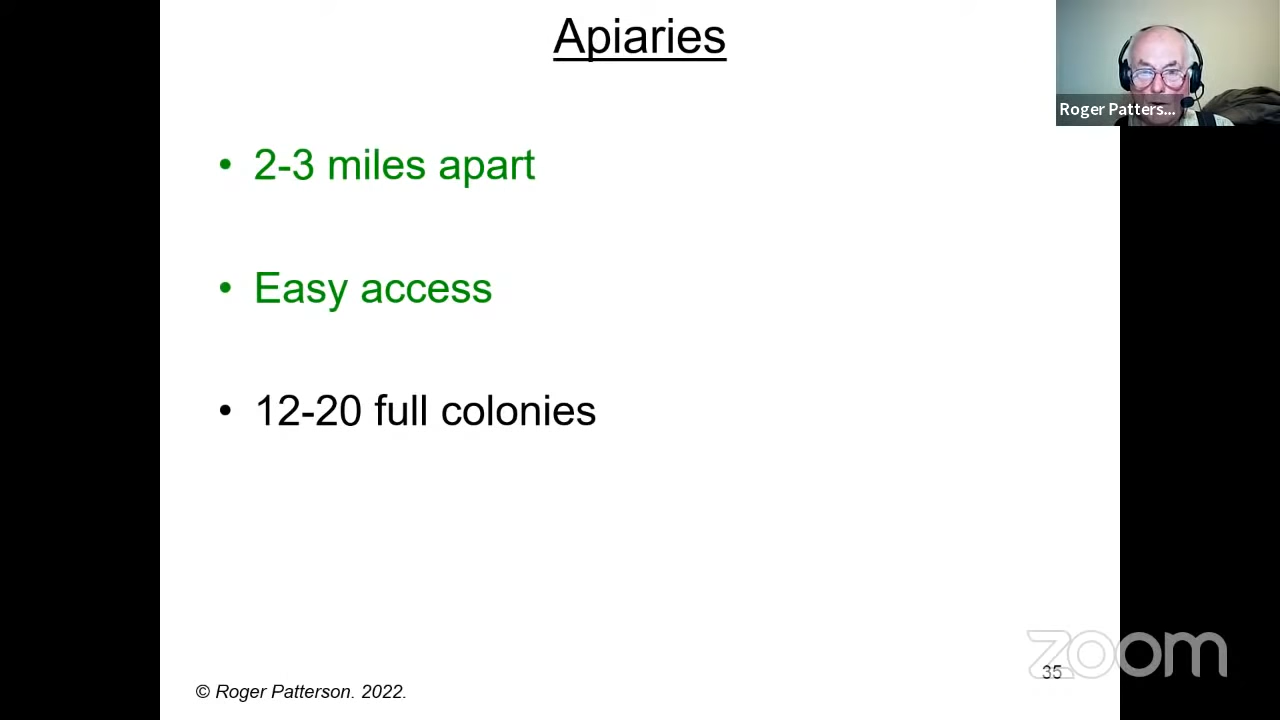 Apiaries
Roger Patters...
• 2-3 miles apart
• Easy access
• 12-20 full colonies
zoom
35
© Roger Patterson. 2022.